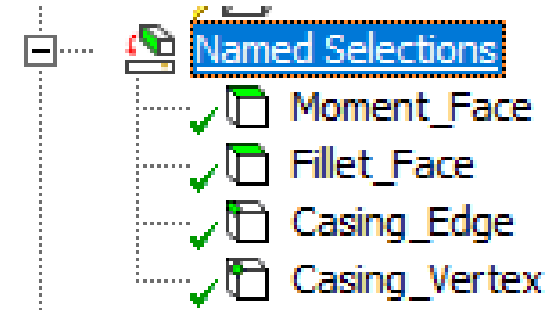 Named Selections
Moment_Face
Fillet_Face
Casing_Edge
Casing_Vertex